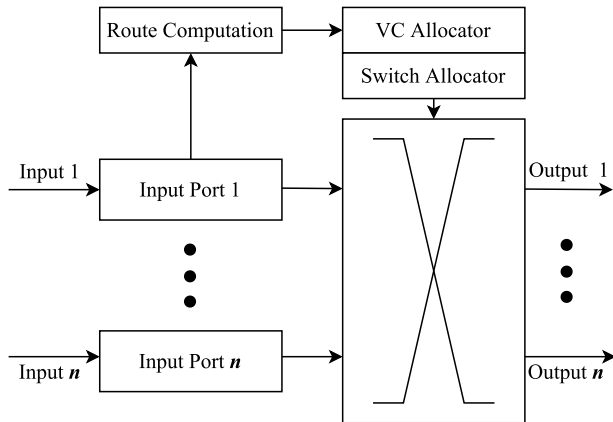 Route Computation
VC Allocator
Switch Allocator
Input 1
Input Port 1
Output 1
Input n
Input Port n
Output n